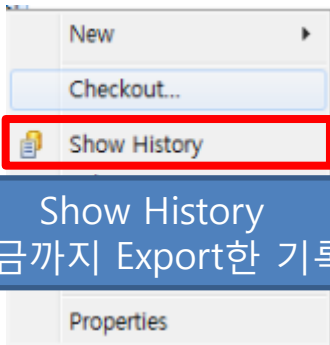 New
Checkout...
Show History
Show History
금까지 Export한 기록
Properties